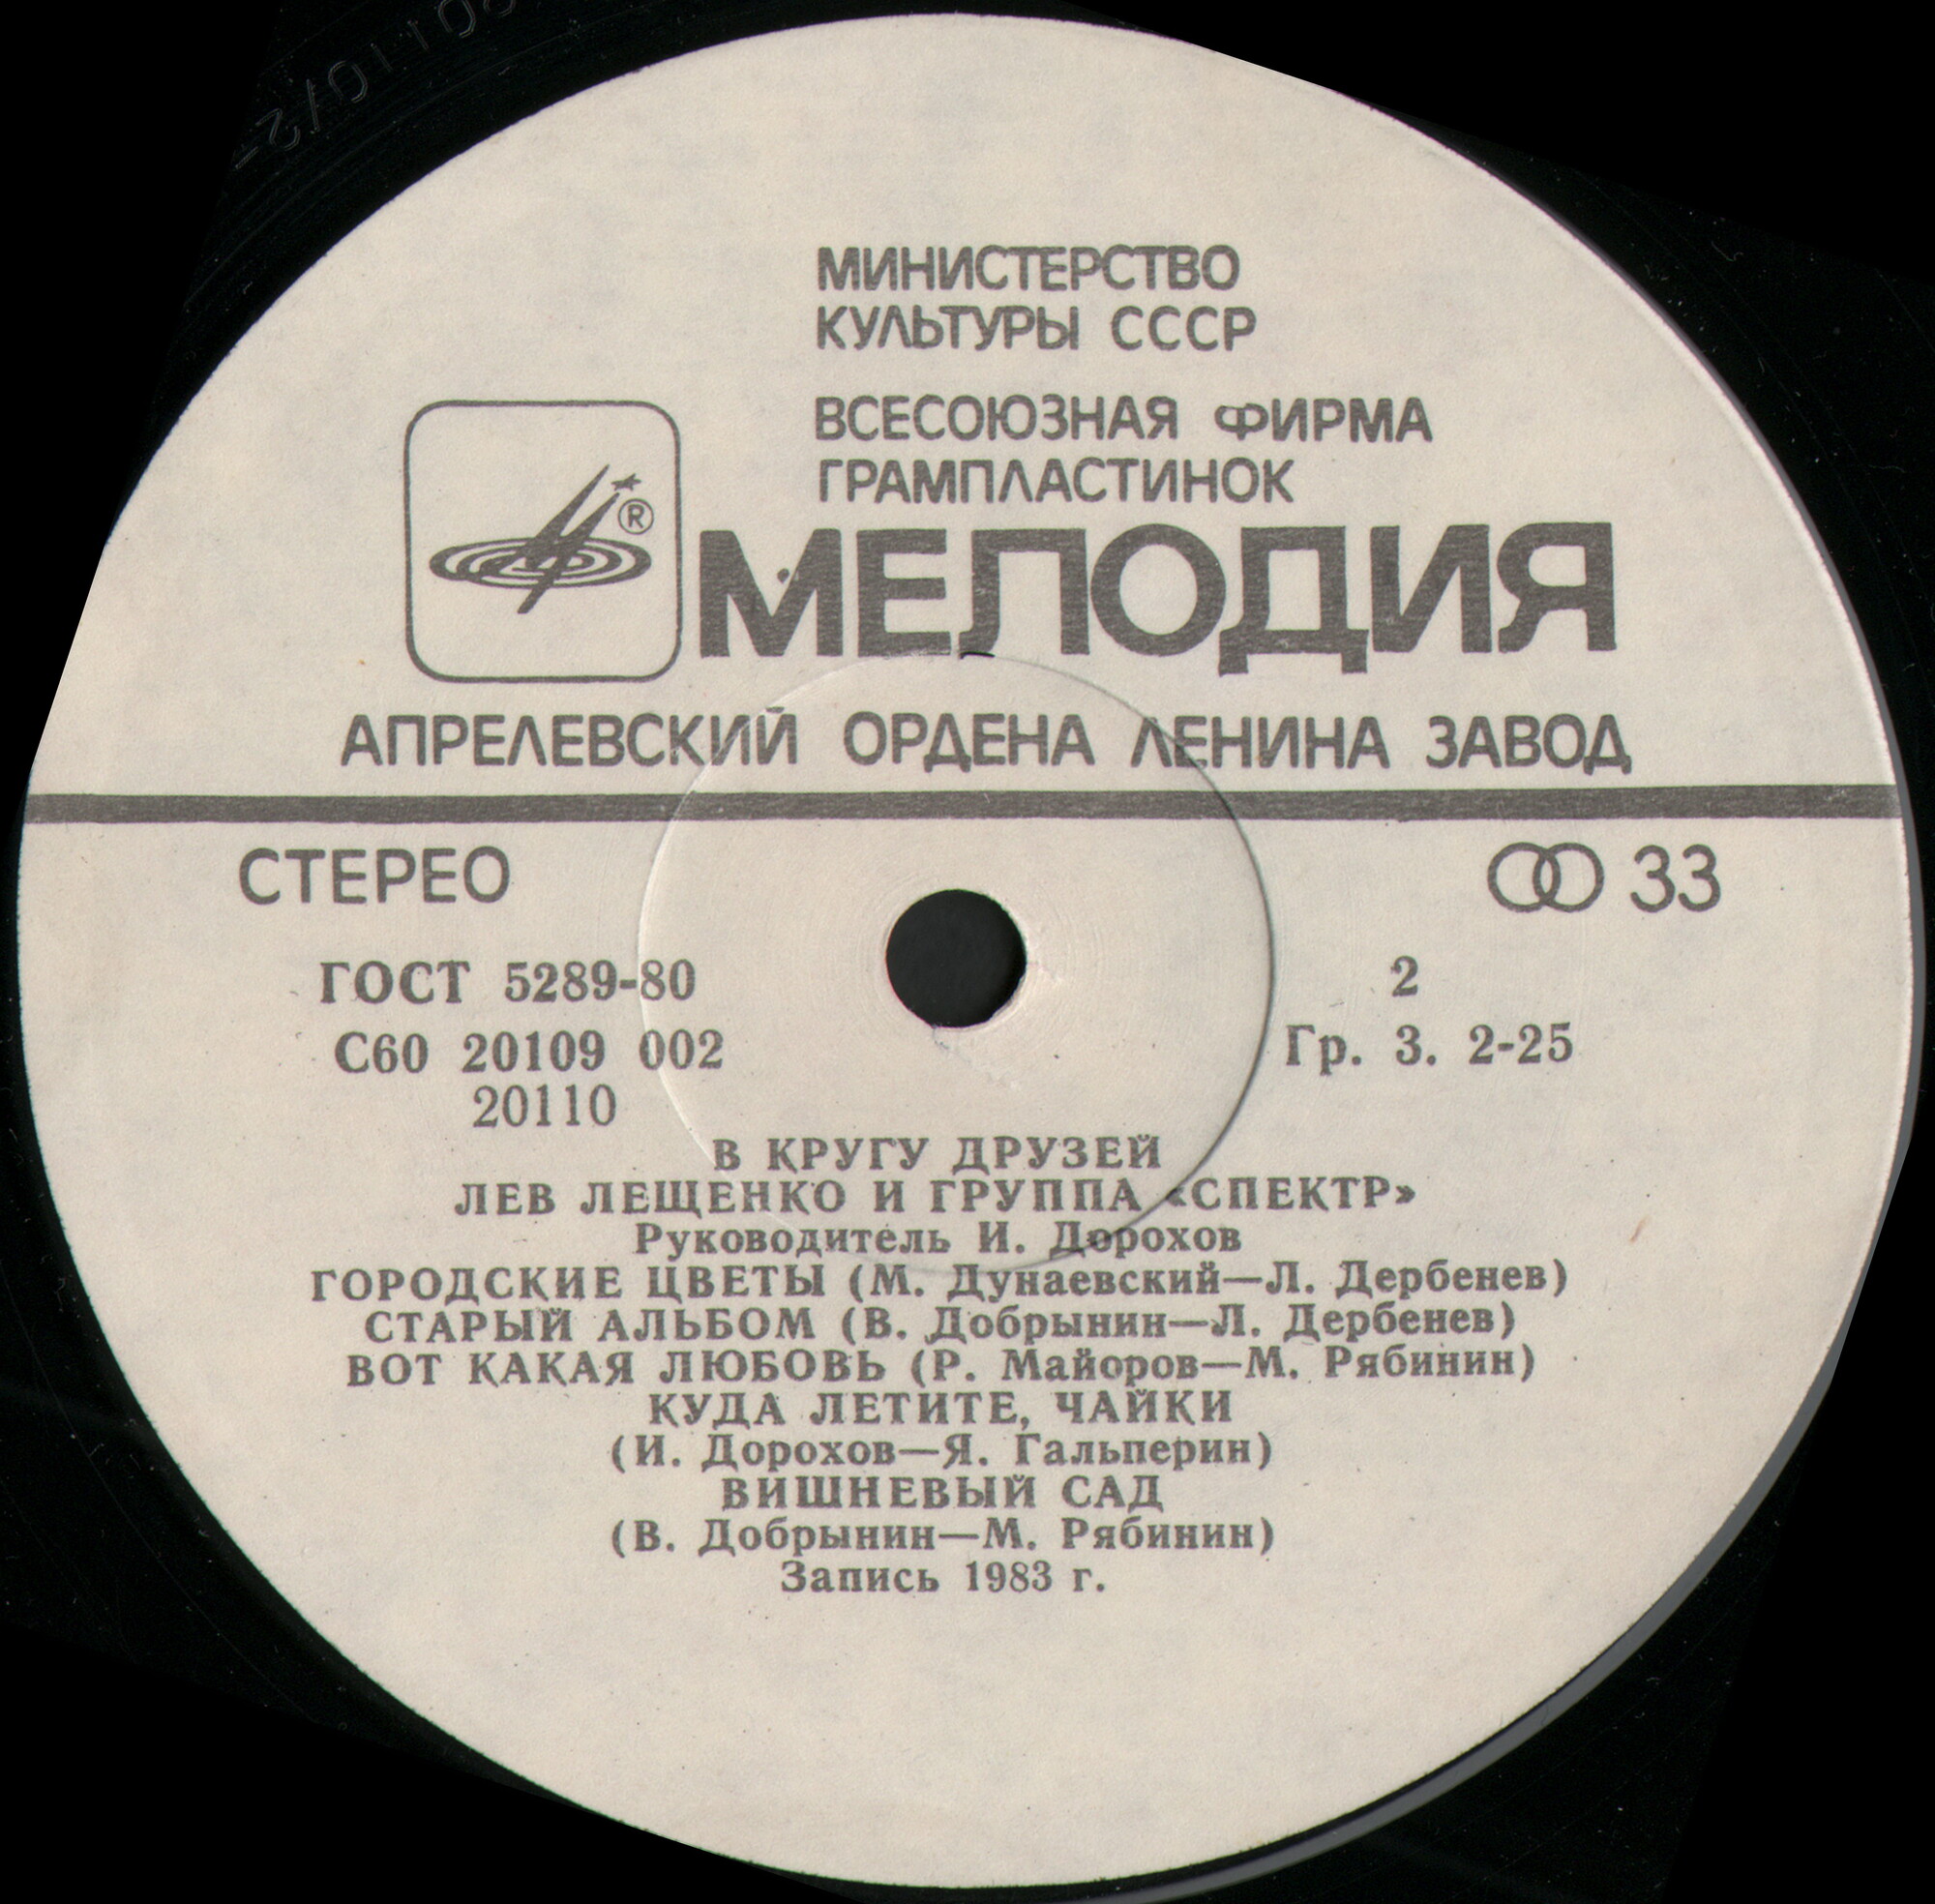 МИНИСТЕРСТВО
КУЛЬТУРЫ СССР
ВСЕСОЮЗНАЯ ФИРМА
ГРАМПЛАСТИНОК
®
МЕЛОДИЯ
АПРЕЛЕВСКИЙ ОРДЕНА ЛЕНИНА ЗАВОД
СТЕРЕО
33
ГОСТ 5289-80
2
С60 20109 002
Гр. 3. 2-25
20110
В КРУГУ ДРУЗЕЙ
ЛЕВ ЛЕЩЕНКО И ГРУППА «СПЕКТР»
Руководитель И. Дорохов
ГОРОДСКИЕ ЦВЕТЫ (М. Дунаевский—Л. Дербенев)
СТАРЫЙ АЛЬБОМ (В. Добрынин—Л. Дербенев)
ВОТ КАКАЯ ЛЮБОВЬ (Р. Майоров—М. Рябинин)
КУДА ЛЕТИТЕ, ЧАЙКИ
(И. Дорохов—Я. Гальперин)
ВИШНЕВЫЙ САД
(В. Добрынин—М. Рябинин)
Запись 1983 г.